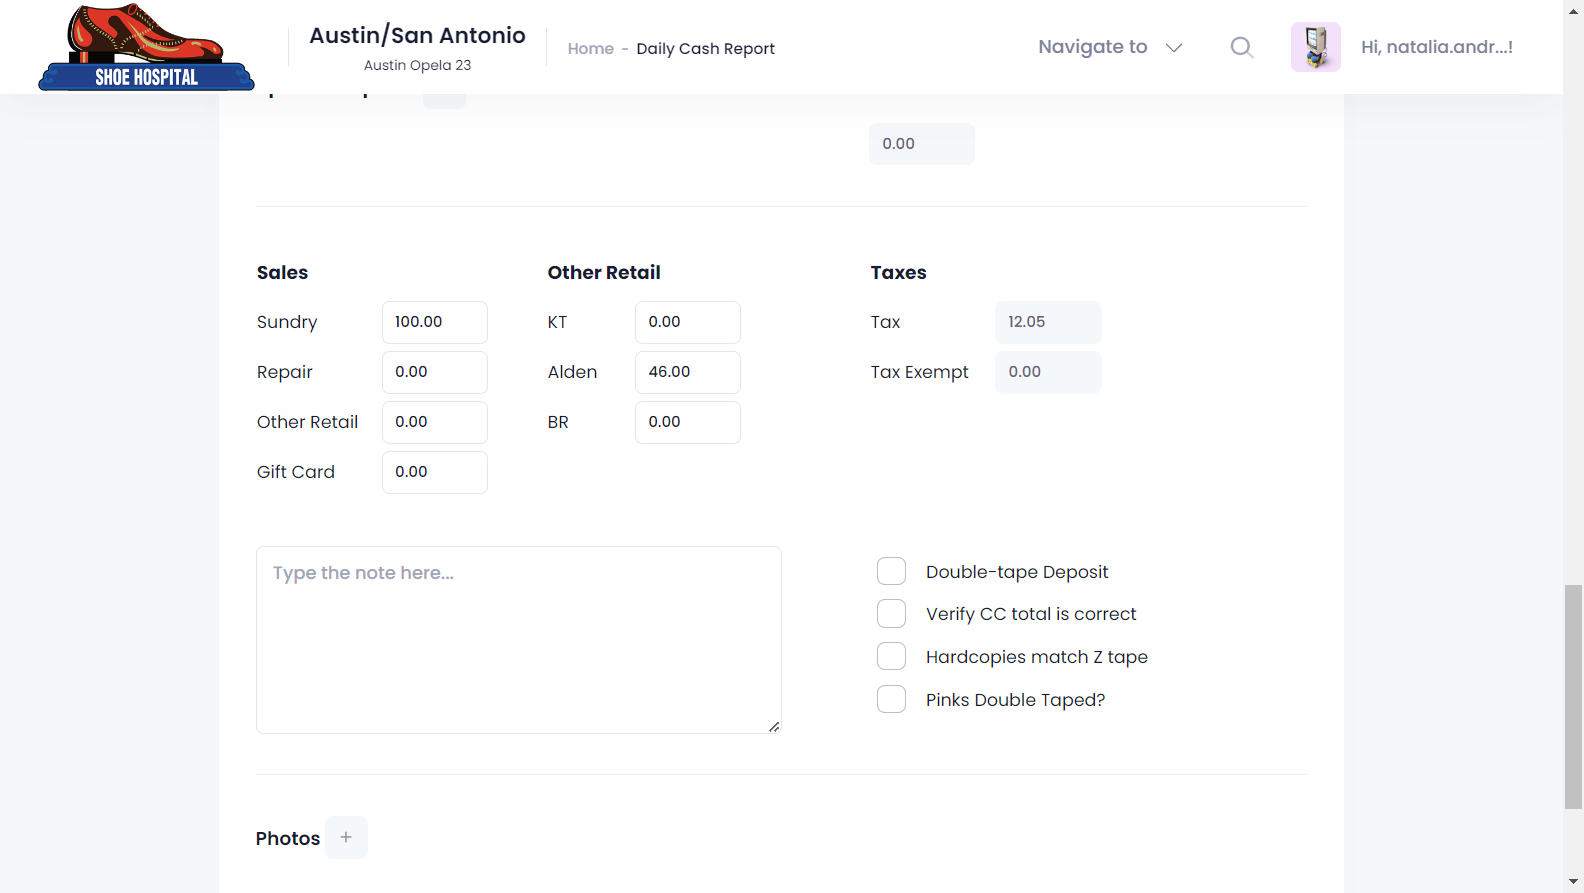 SHOE HOSPITAL
Austin/San Antonio
Austin Opela 23
Home - Daily Cash Report
Navigate to
Hi, natalia.andr...!
0.00
Sales
Other Retail
Taxes
Sundry 100.00
KT 0.00
Tax 12.05
Repair 0.00
Alden 46.00
Tax Exempt 0.00
Other Retail 0.00
BR 0.00
Gift Card 0.00
Type the note here...
Double-tape Deposit
Verify CC total is correct
Hardcopies match Z tape
Pinks Double Taped?
Photos +